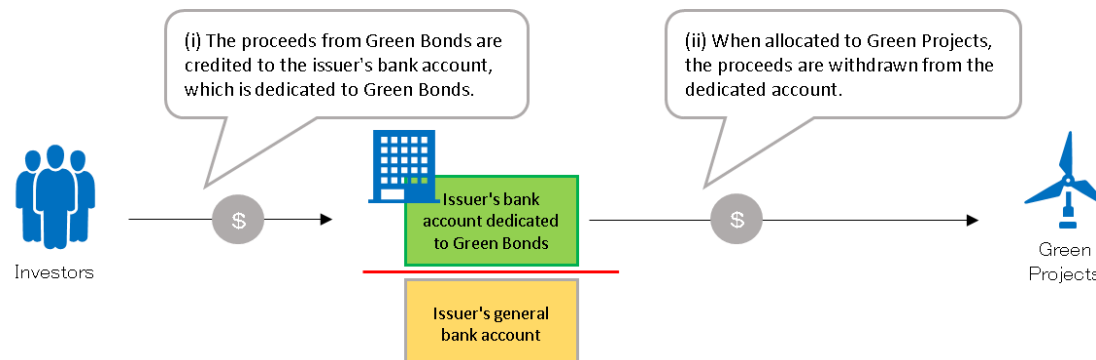 (i) The proceeds from Green Bonds are
credited to the issuer's bank account,
which is dedicated to Green Bonds.
(ii) When allocated to Green Projects,
the proceeds are withdrawn from the
dedicated account.
$
$
Investors
Issuer's bank
account dedicated
to Green Bonds
Issuer's general
bank account
Green
Projects